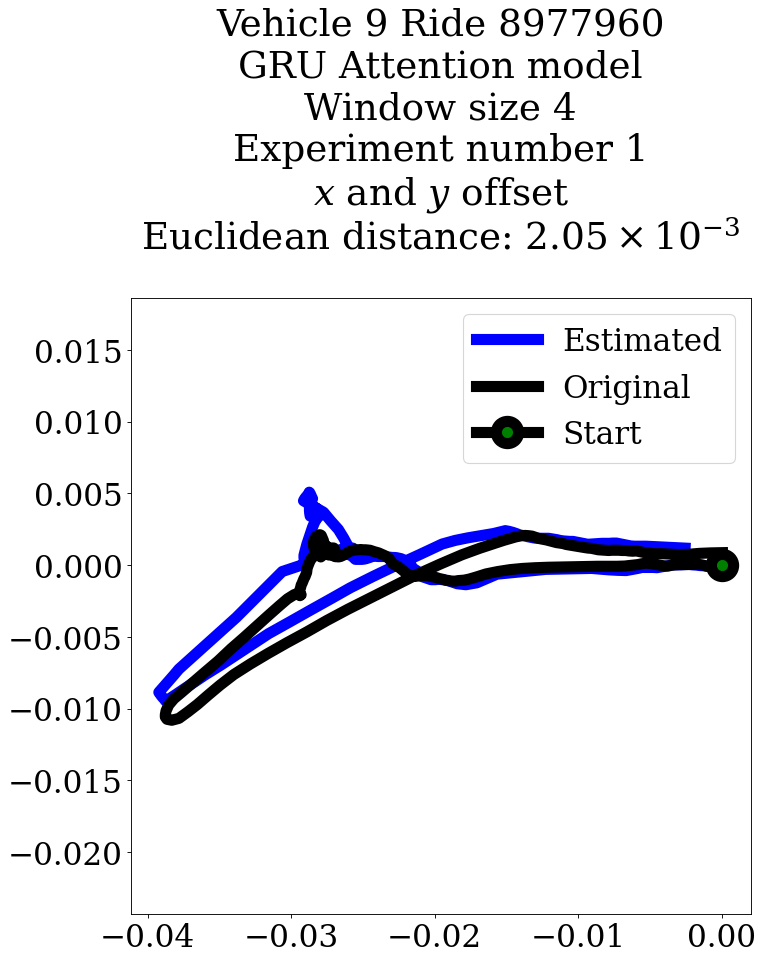 Vehicle 9 Ride 8977960
GRU Attention model
Window size 4
Experiment number 1
x and y offset
Euclidean distance: 2.05 × 10⁻³
Estimated
Original
Start
0.015
0.010
0.005
0.000
−0.005
−0.010
−0.015
−0.020
−0.04 −0.03 −0.02 −0.01 0.00